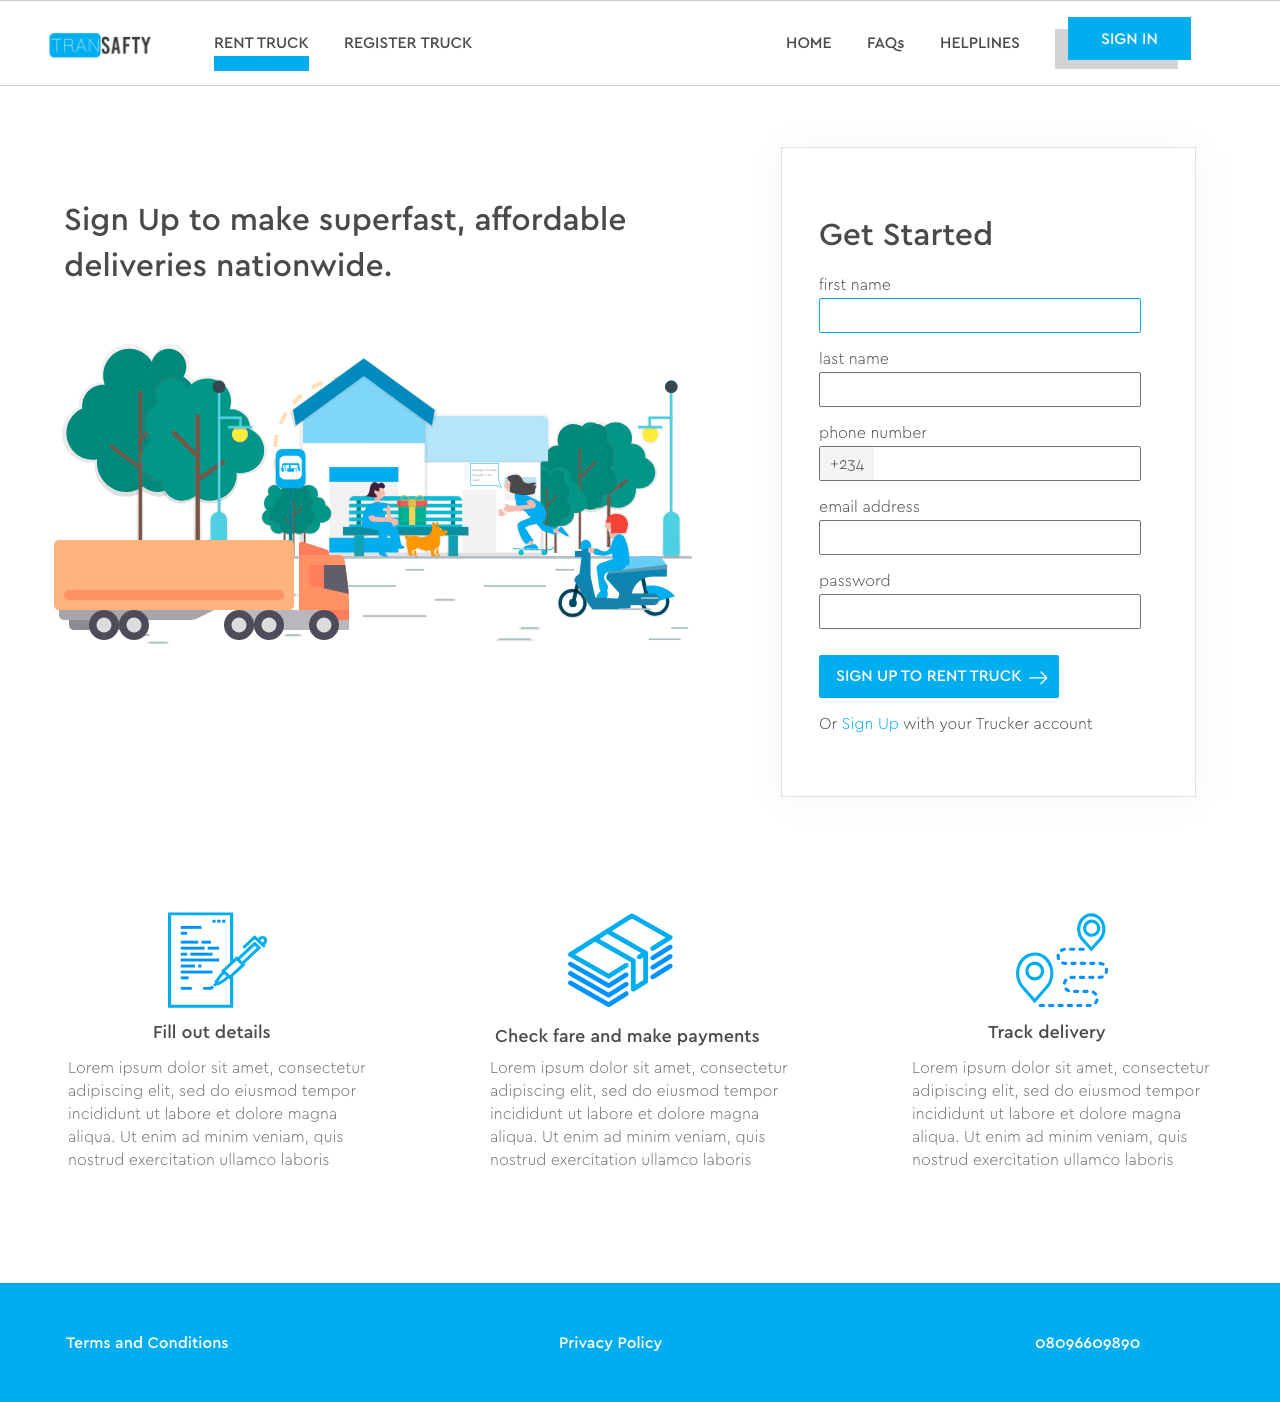 TRANSAFTY
RENT TRUCK
REGISTER TRUCK
HOME
FAQs
HELPLINES
SIGN IN
Sign Up to make superfast, affordable
deliveries nationwide.
Get Started
first name
last name
phone number
+234
email address
password
SIGN UP TO RENT TRUCK
Or Sign Up with your Trucker account
Fill out details
Lorem ipsum dolor sit amet, consectetur
adipiscing elit, sed do eiusmod tempor
incididunt ut labore et dolore magna
aliqua. Ut enim ad minim veniam, quis
nostrud exercitation ullamco laboris
Check fare and make payments
Lorem ipsum dolor sit amet, consectetur
adipiscing elit, sed do eiusmod tempor
incididunt ut labore et dolore magna
aliqua. Ut enim ad minim veniam, quis
nostrud exercitation ullamco laboris
Track delivery
Lorem ipsum dolor sit amet, consectetur
adipiscing elit, sed do eiusmod tempor
incididunt ut labore et dolore magna
aliqua. Ut enim ad minim veniam, quis
nostrud exercitation ullamco laboris
Terms and Conditions
Privacy Policy
08096609890